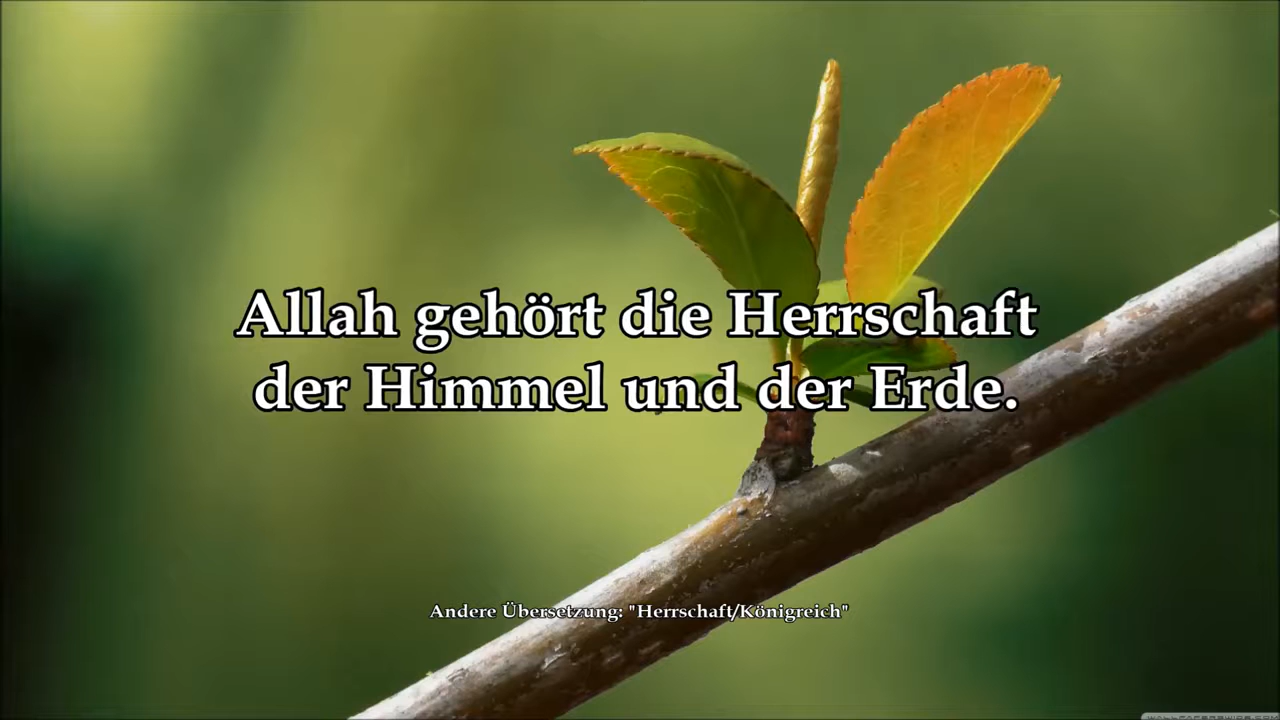 Allah gehört die Herrschaft
der Himmel und der Erde.
Andere Übersetzung: "Herrschaft/Königreich"